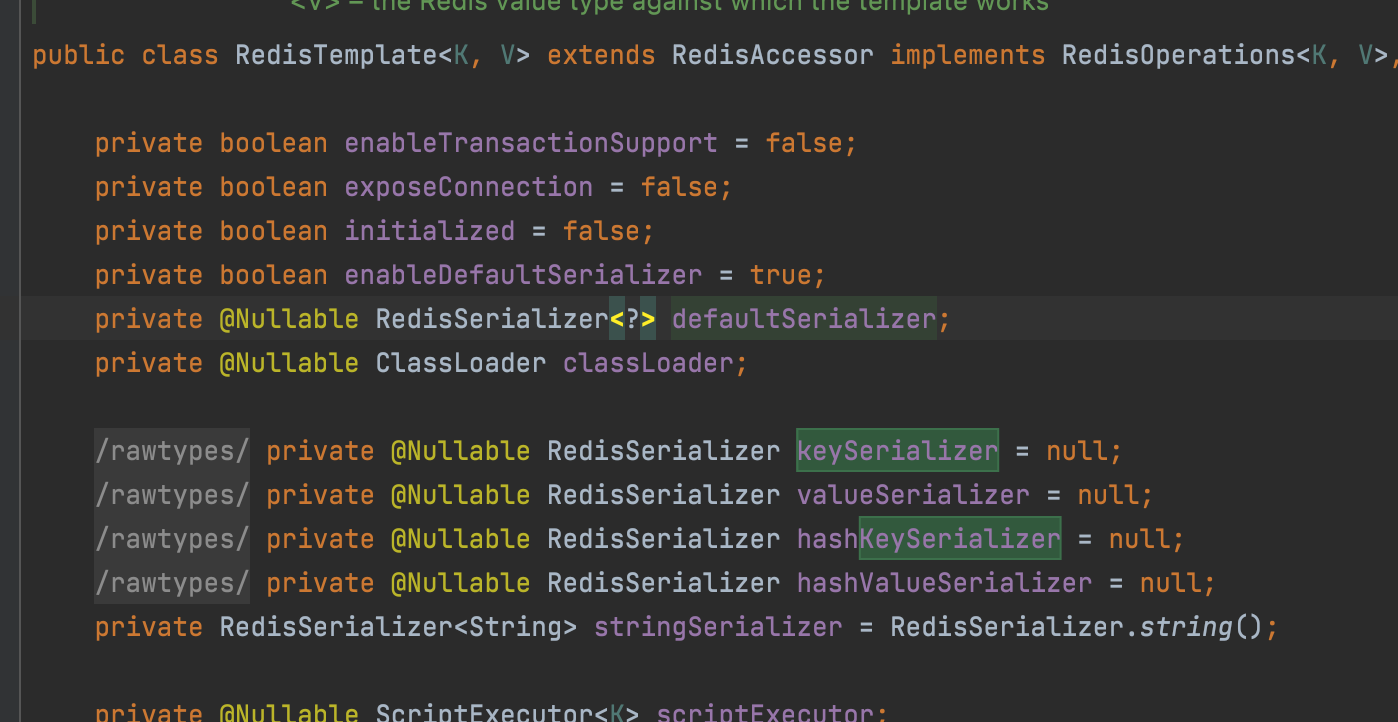 <V> – the Redis value type against which the template works
public class RedisTemplate<K, V> extends RedisAccessor implements RedisOperations<K, V>,
private boolean enableTransactionSupport = false;
private boolean exposeConnection = false;
private boolean initialized = false;
private boolean enableDefaultSerializer = true;
private @Nullable RedisSerializer<?> defaultSerializer;
private @Nullable ClassLoader classLoader;
/rawtypes/ private @Nullable RedisSerializer keySerializer = null;
/rawtypes/ private @Nullable RedisSerializer valueSerializer = null;
/rawtypes/ private @Nullable RedisSerializer hashKeySerializer = null;
/rawtypes/ private @Nullable RedisSerializer hashValueSerializer = null;
private RedisSerializer<String> stringSerializer = RedisSerializer.string();
private @Nullable ScriptExecutor<K> scriptExecutor;